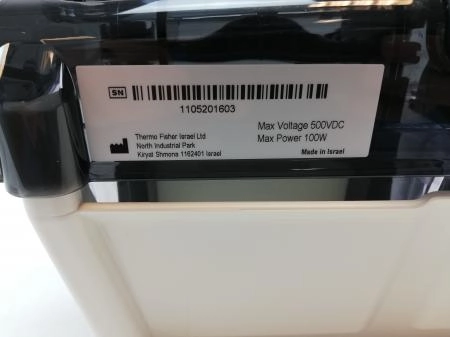 SN
1105201603
Thermo Fisher Israel Ltd
North Industrial Park
Kiryat Shmona 1162401 Israel
Max Voltage 500VDC
Max Power 100W
Made in Israel